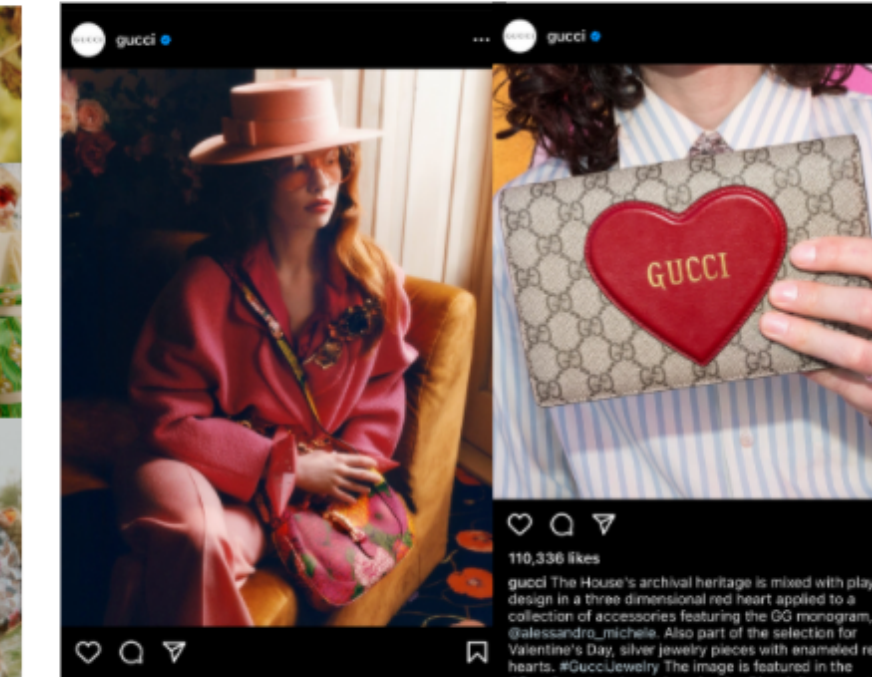 gucci
GUCCI
gucci
GUCCI
110,336 likes
gucci The House's archival heritage is mixed with play
design in a three dimensional red heart applied to a
collection of accessories featuring the GG monogram,
@alessandro_michele. Also part of the selection for
Valentine's Day, silver jewelry pieces with enameled re
hearts. #GucciJewelry The image is featured in the